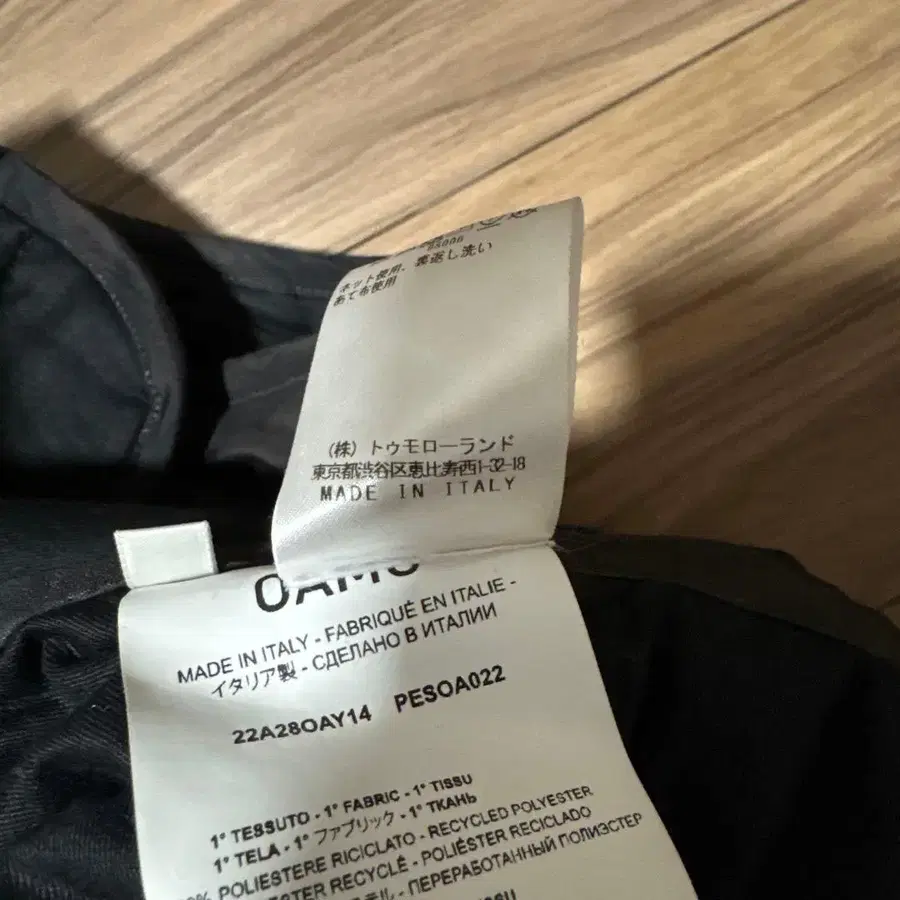 95006
ネット使用、裏返し洗い
あて布使用
(株) トゥモローランド
東京都渋谷区恵比寿西1-32-18
MADE IN ITALY
OAMC
MADE IN ITALY - FABRIQUÉ EN ITALIE -
イタリア製 - СДЕЛАНО В ИТАЛИИ
22A28OAY14 PESOA022
1° TESSUTO - 1° FABRIC - 1° TISSU
1° TELA - 1° ファブリック - 1° ТКАНЬ
POLIESTERE RICICLATO - RECYCLED POLYESTER
RECYCLÉ - POLIÉSTER RECICLADO
ПЕРЕРАБОТАННЫЙ ПОЛИЭСТЕР